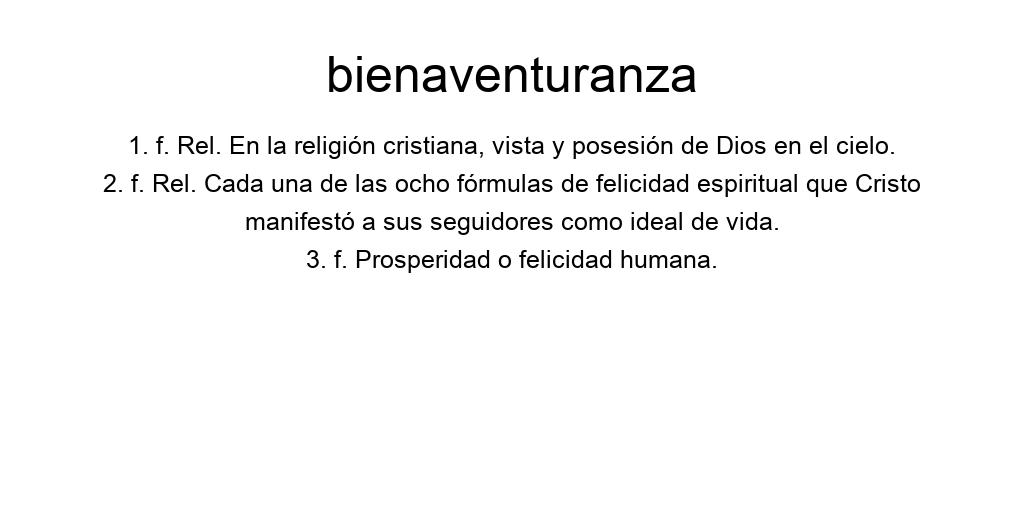 bienaventuranza
1. f. Rel. En la religión cristiana, vista y posesión de Dios en el cielo.
2. f. Rel. Cada una de las ocho fórmulas de felicidad espiritual que Cristo
manifestó a sus seguidores como ideal de vida.
3. f. Prosperidad o felicidad humana.